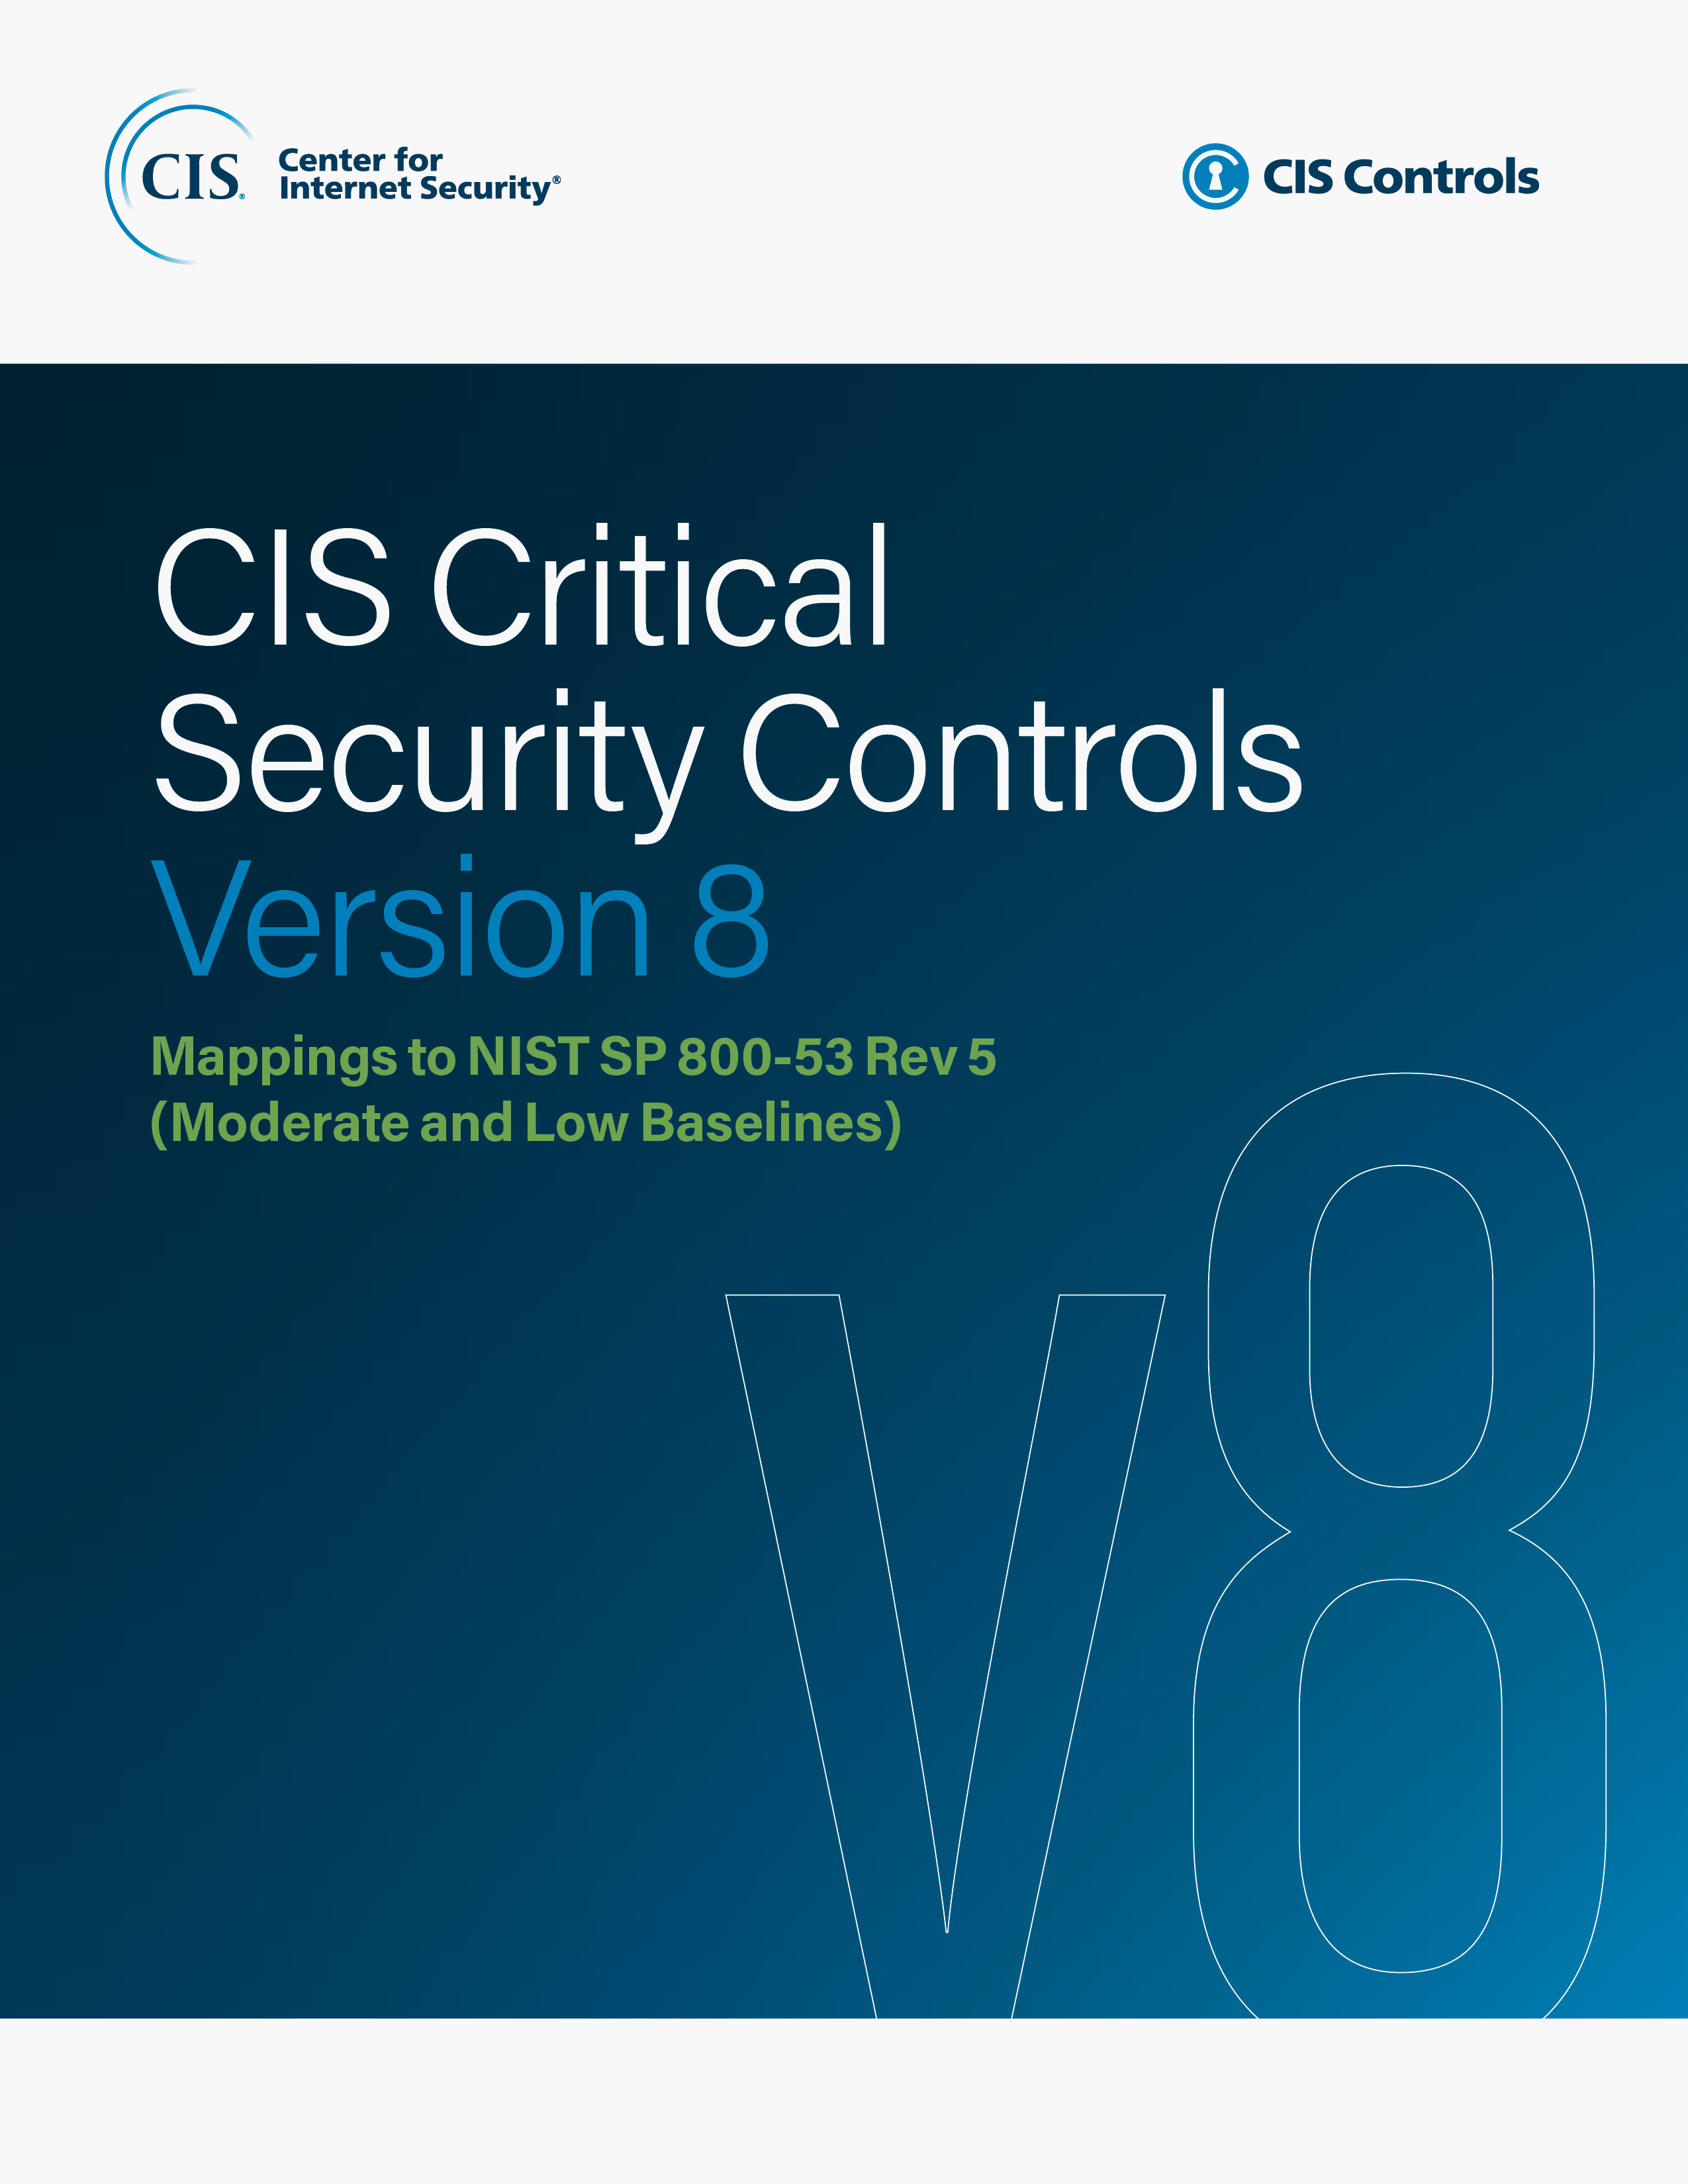 CIS®
Center for
Internet Security®
CIS Controls
CIS Critical
Security Controls
Version 8
Mappings to NIST SP 800-53 Rev 5
(Moderate and Low Baselines)
V8